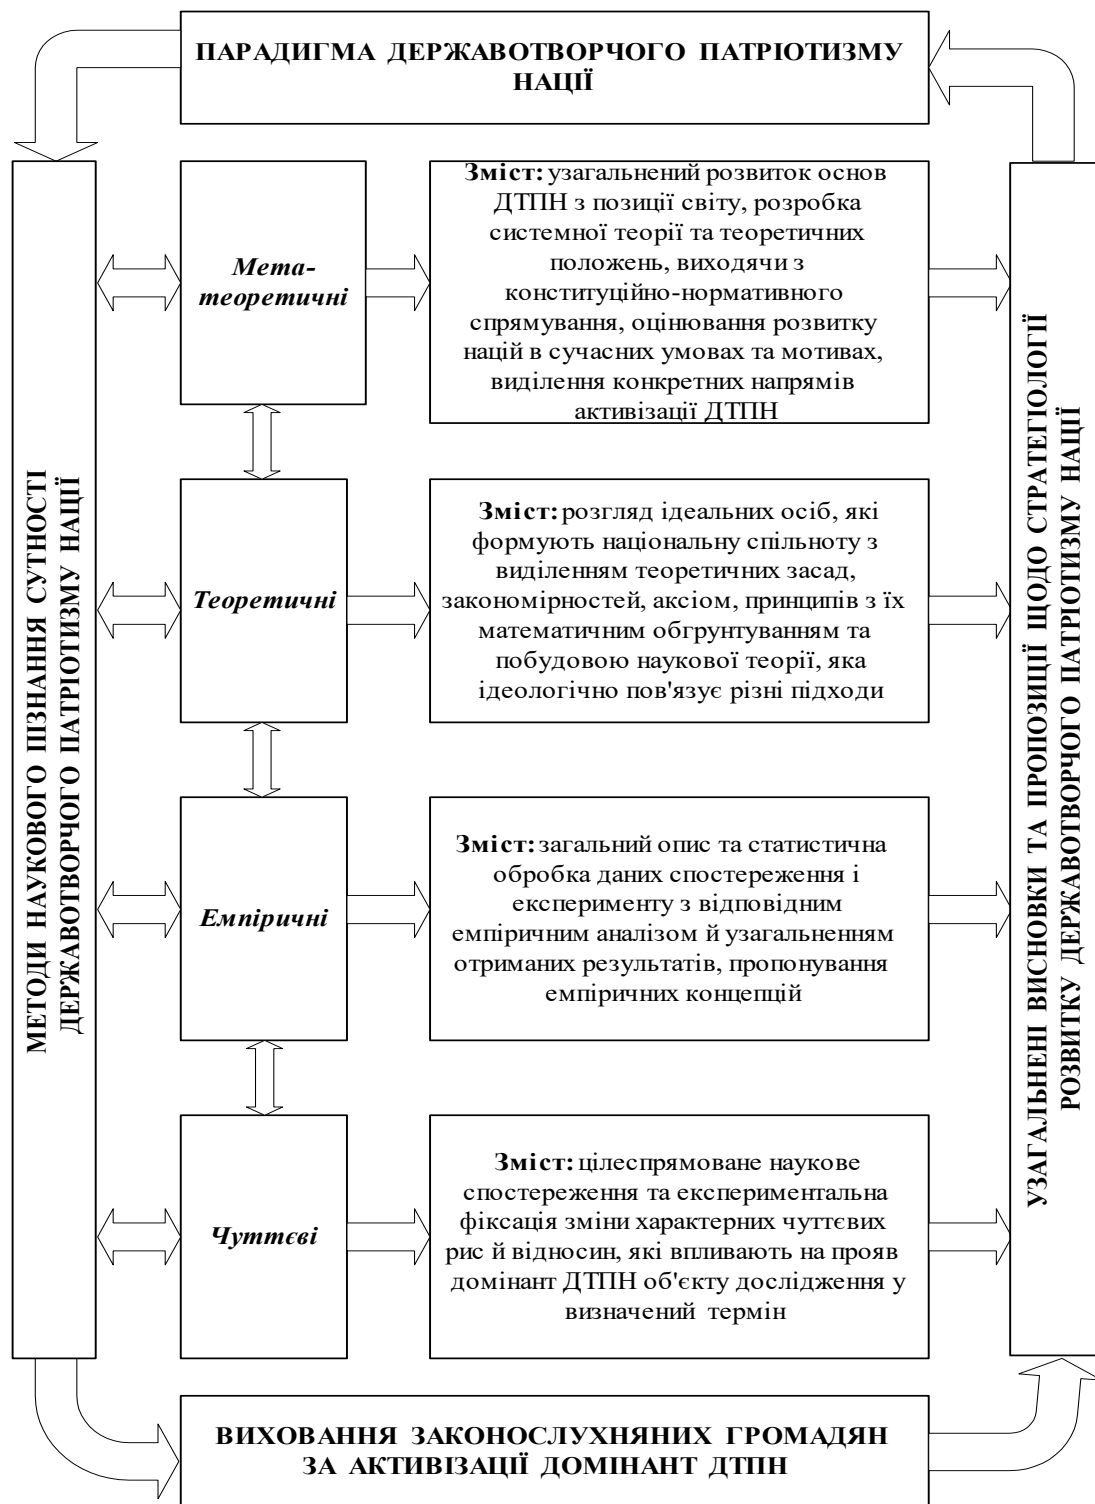 ПАРАДИГМА ДЕРЖАВОТВОРЧОГО ПАТРІОТИЗМУ
НАЦІЇ
МЕТОДИ НАУКОВОГО ПІЗНАННЯ СУТНОСТІ
ДЕРЖАВОТВОРЧОГО ПАТРІОТИЗМУ НАЦІЇ
Мета-
теоретичні
Зміст: узагальнений розвиток основ
ДТПН з позиції світу, розробка
системної теорії та теоретичних
положень, виходячи з
конституційно-нормативного
спрямування, оцінювання розвитку
націй в сучасних умовах та мотивах,
виділення конкретних напрямів
активізації ДТПН
Теоретичні
Зміст: розгляд ідеальних осіб, які
формують національну спільноту з
виділенням теоретичних засад,
закономірностей, аксіом, принципів з їх
математичним обгрунтуванням та
побудовою наукової теорії, яка
ідеологічно пов'язує різні підходи
Емпіричні
Зміст: загальний опис та статистична
обробка даних спостереження і
експерименту з відповідним
емпіричним аналізом й узагальненням
отриманих результатів, пропонування
емпіричних концепцій
Чуттєві
Зміст: цілеспрямоване наукове
спостереження та експериментальна
фіксація зміни характерних чуттєвих
рис й відносин, які впливають на прояв
домінант ДТПН об'єкту дослідження у
визначений термін
УЗАГАЛЬНЕНІ ВИСНОВКИ ТА ПРОПОЗИЦІЇ ЩОДО СТРАТЕГІОЛОГІЇ
РОЗВИТКУ ДЕРЖАВОТВОРЧОГО ПАТРІОТИЗМУ НАЦІЇ
ВИХОВАННЯ ЗАКОНОСЛУХНЯНИХ ГРОМАДЯН
ЗА АКТИВІЗАЦІЇ ДОМІНАНТ ДТПН